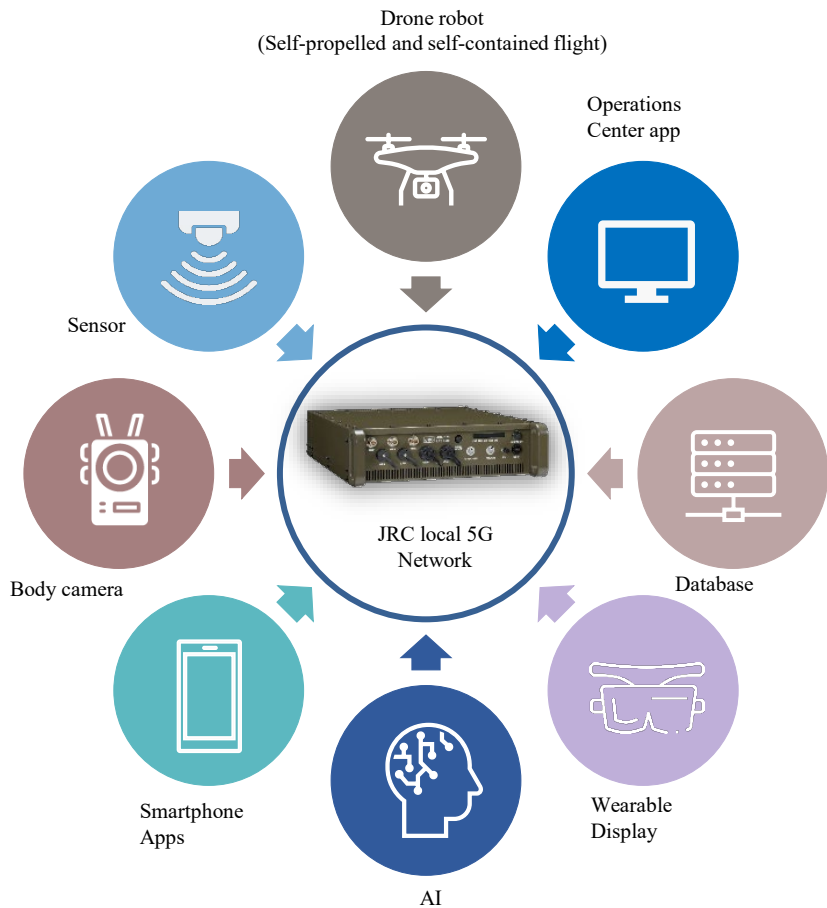 Drone robot
(Self-propelled and self-contained flight)
Operations
Center app
Sensor
JRC local 5G
Network
Body camera
Database
Smartphone
Apps
Wearable
Display
AI